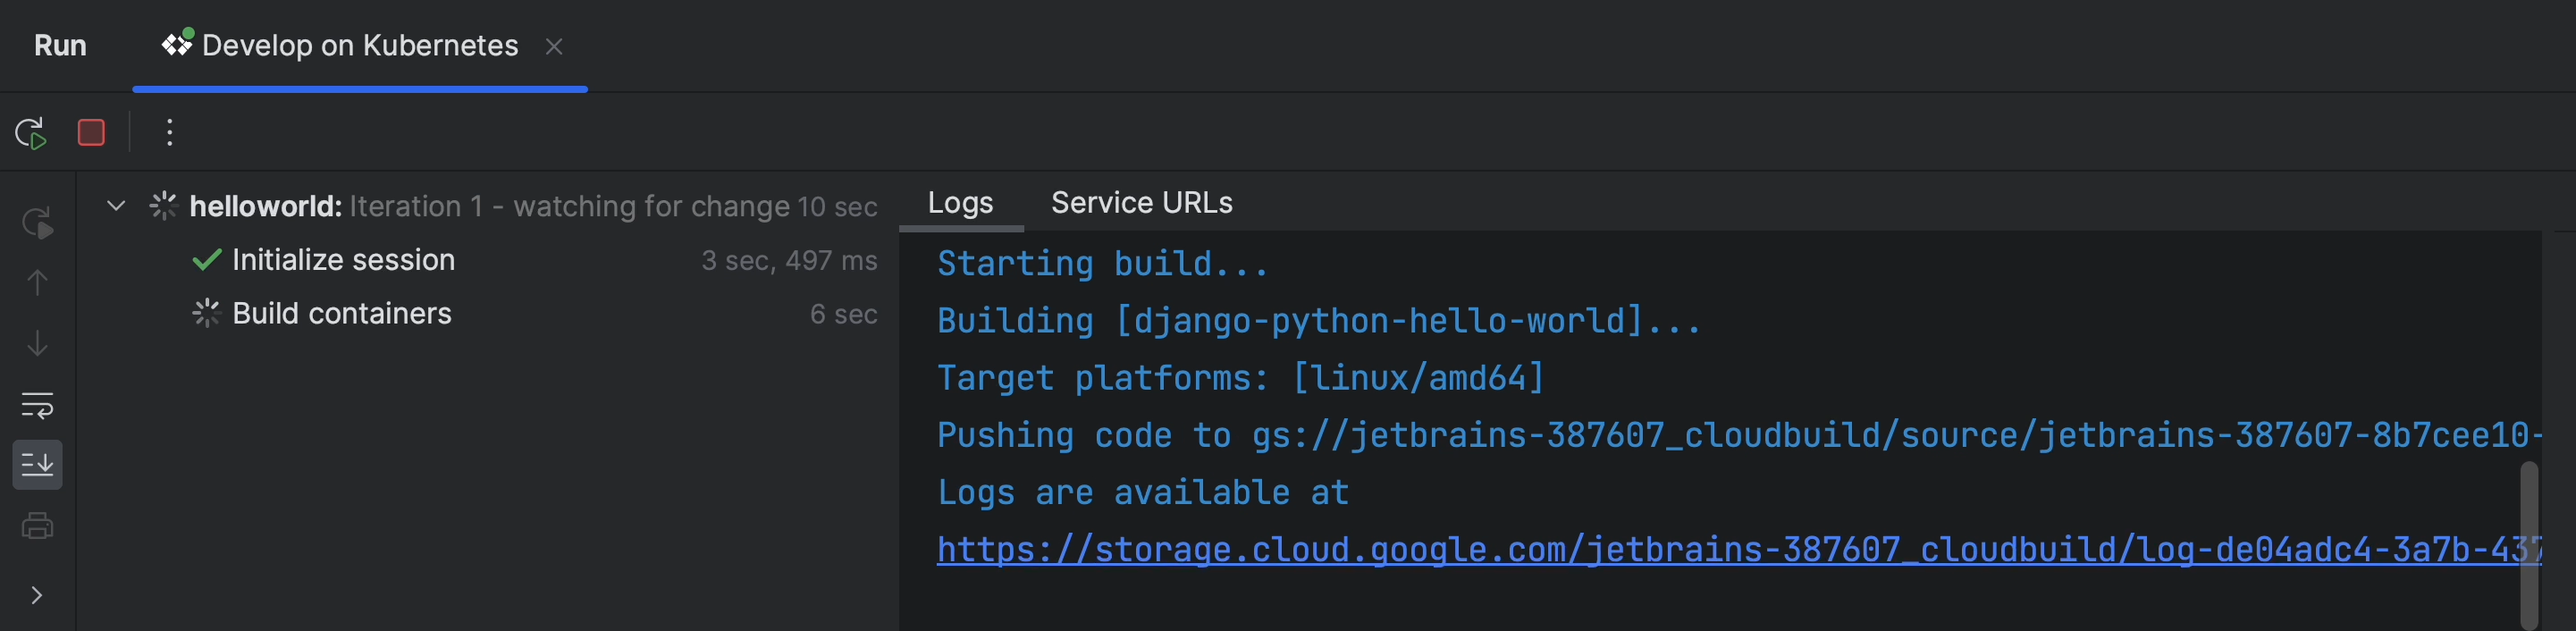 Run Develop on Kubernetes
helloworld: Iteration 1 - watching for change 10 sec
Initialize session 3 sec, 497 ms
Build containers 6 sec
Logs Service URLs
Starting build...
Building [django-python-hello-world]...
Target platforms: [linux/amd64]
Pushing code to gs://jetbrains-387607_cloudbuild/source/jetbrains-387607-8b7cee10-
Logs are available at
https://storage.cloud.google.com/jetbrains-387607_cloudbuild/log-de04adc4-3a7b-437